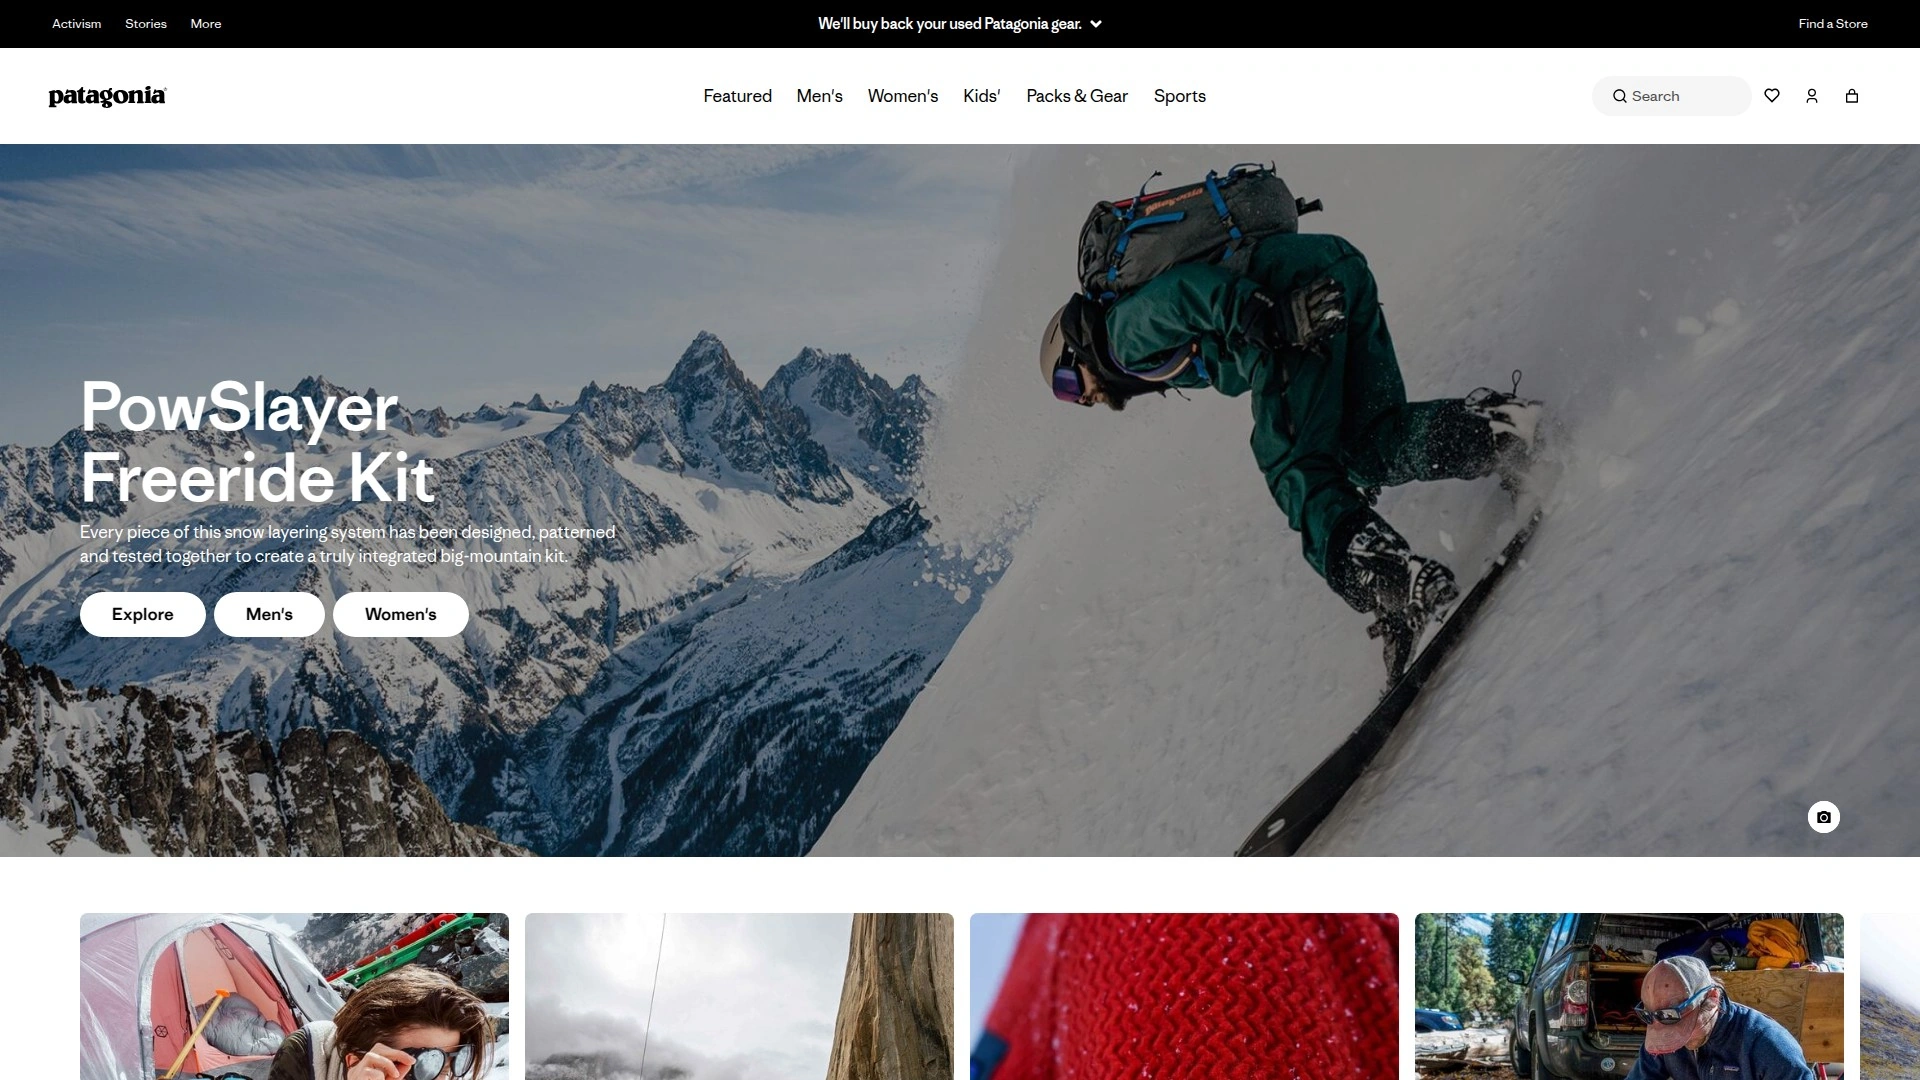 Activism Stories More
We'll buy back your used Patagonia gear.
Find a Store
patagonia
Featured Men's Women's Kids' Packs & Gear Sports
Search
patagonia
PowSlayer
Freeride Kit
Every piece of this snow layering system has been designed, patterned
and tested together to create a truly integrated big-mountain kit.
Explore Men's Women's